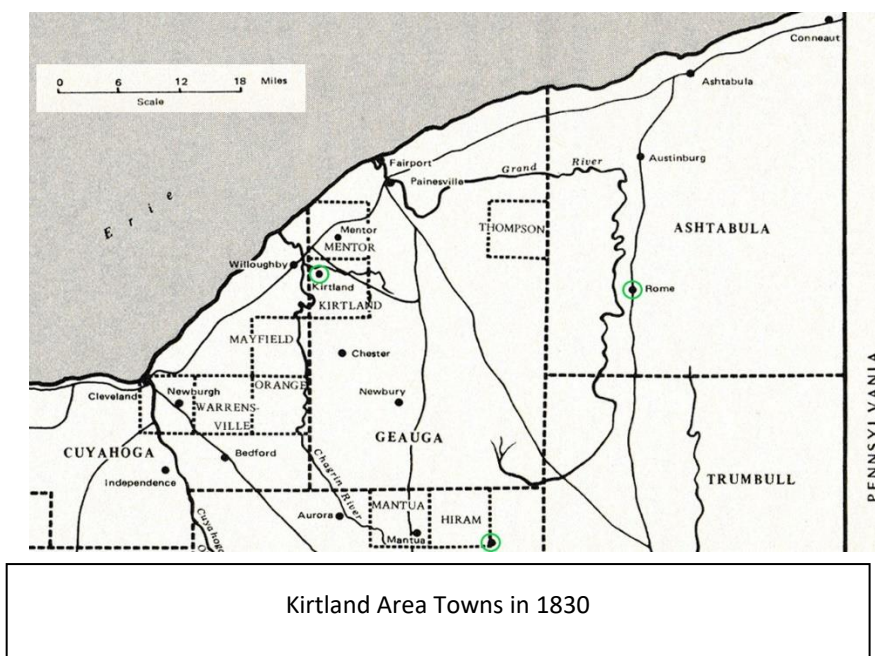 Conneaut
0 6 12 18 Miles
Scale
Ashtabula
Fairport
Austinburg
Grand River
Painesville
Erie
THOMPSON
ASHTABULA
Mentor
MENTOR
Willoughby
Kirtland
Rome
KIRTLAND
MAYFIELD
Chester
PENNSYLVANIA
ORANGE
Cleveland
Newburgh
Newbury
WARRENS-
VILLE
GEAUGA
CUYAHOGA
Bedford
Chagrin River
Independence
TRUMBULL
MANTUA
Aurora
HIRAM
Cuyahoga
Mantua
Kirtland Area Towns in 1830